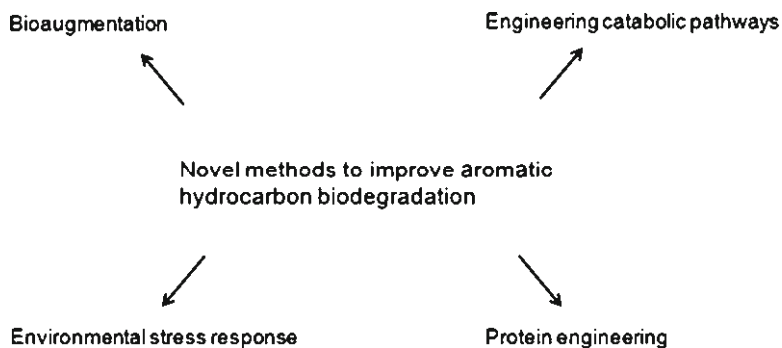 Bioaugmentation
Engineering catabolic pathways
Novel methods to improve aromatic
hydrocarbon biodegradation
Environmental stress response
Protein engineering